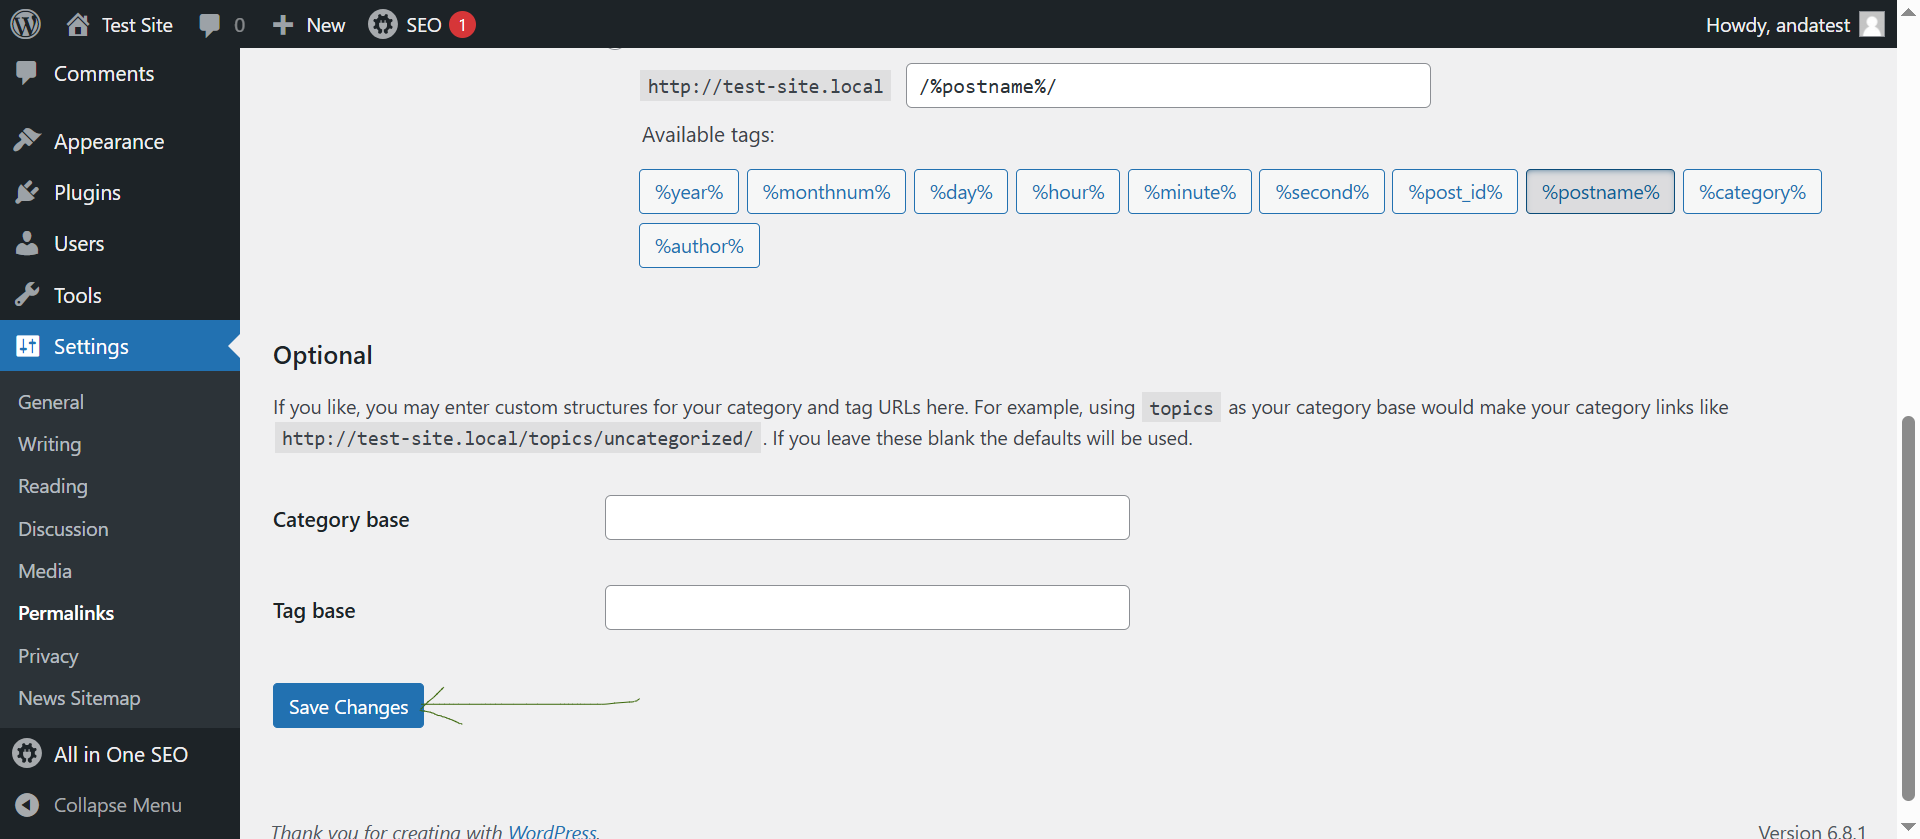 Test Site 0 New SEO 1 Howdy, andatest
Comments
Appearance
Plugins
Users
Tools
Settings
General
Writing
Reading
Discussion
Media
Permalinks
Privacy
News Sitemap
All in One SEO
Collapse Menu
http://test-site.local /%postname%/
Available tags:
%year% %monthnum% %day% %hour% %minute% %second% %post_id% %postname% %category%
%author%
Optional
If you like, you may enter custom structures for your category and tag URLs here. For example, using topics as your category base would make your category links like
http://test-site.local/topics/uncategorized/ . If you leave these blank the defaults will be used.
Category base
Tag base
Save Changes
Thank you for creating with WordPress. Version 6.8.1